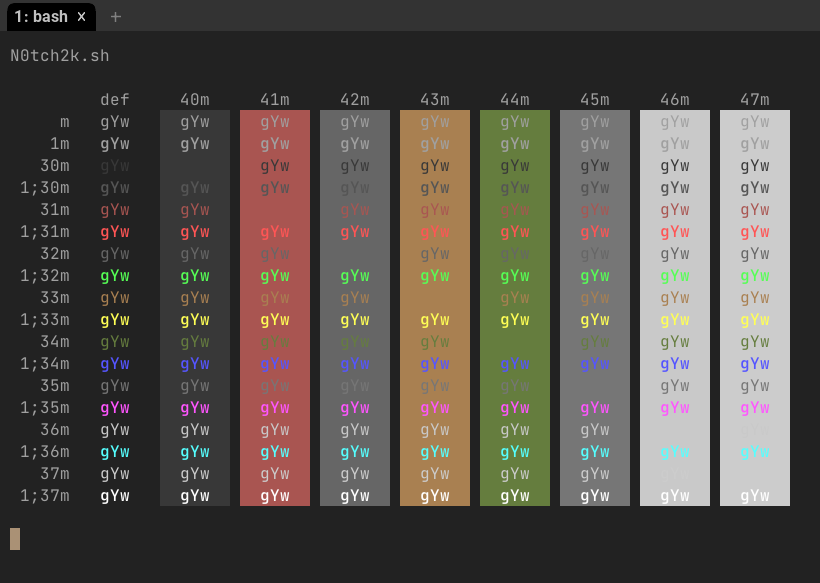 1: bash × +
N0tch2k.sh
def 40m 41m 42m 43m 44m 45m 46m 47m
m gYw gYw gYw gYw gYw gYw gYw gYw gYw
1m gYw gYw gYw gYw gYw gYw gYw gYw gYw
30m gYw gYw gYw gYw gYw gYw gYw gYw
1;30m gYw gYw gYw gYw gYw gYw gYw gYw gYw
31m gYw gYw gYw gYw gYw gYw gYw gYw
1;31m gYw gYw gYw gYw gYw gYw gYw gYw gYw
32m gYw gYw gYw gYw gYw gYw gYw gYw
1;32m gYw gYw gYw gYw gYw gYw gYw gYw gYw
33m gYw gYw gYw gYw gYw gYw gYw gYw
1;33m gYw gYw gYw gYw gYw gYw gYw gYw gYw
34m gYw gYw gYw gYw gYw gYw gYw gYw
1;34m gYw gYw gYw gYw gYw gYw gYw gYw gYw
35m gYw gYw gYw gYw gYw gYw gYw gYw
1;35m gYw gYw gYw gYw gYw gYw gYw gYw gYw
36m gYw gYw gYw gYw gYw gYw gYw
1;36m gYw gYw gYw gYw gYw gYw gYw gYw gYw
37m gYw gYw gYw gYw gYw gYw gYw
1;37m gYw gYw gYw gYw gYw gYw gYw gYw gYw